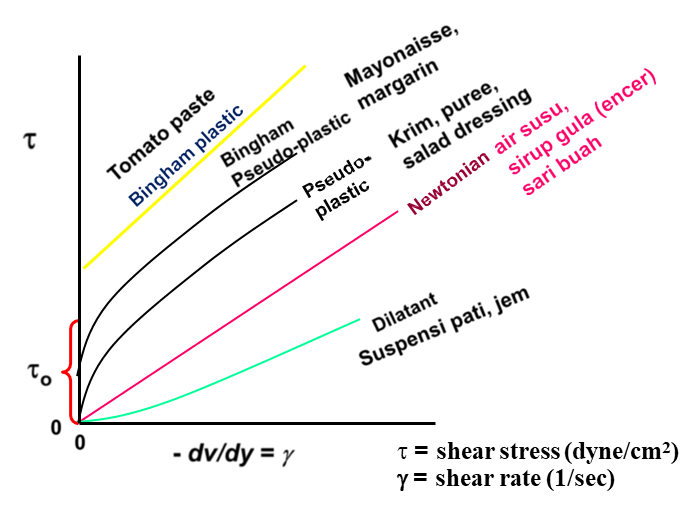 τ
Tomato paste
Bingham plastic
Bingham
Pseudo-plastic
Mayonaisse,
margarin
Pseudo-
plastic
Krim, puree,
salad dressing
Newtonian air susu,
sirup gula (encer)
sari buah
Dilatant
Suspensi pati, jem
τo
0
0
- dv/dy = γ
τ = shear stress (dyne/cm²)
γ = shear rate (1/sec)